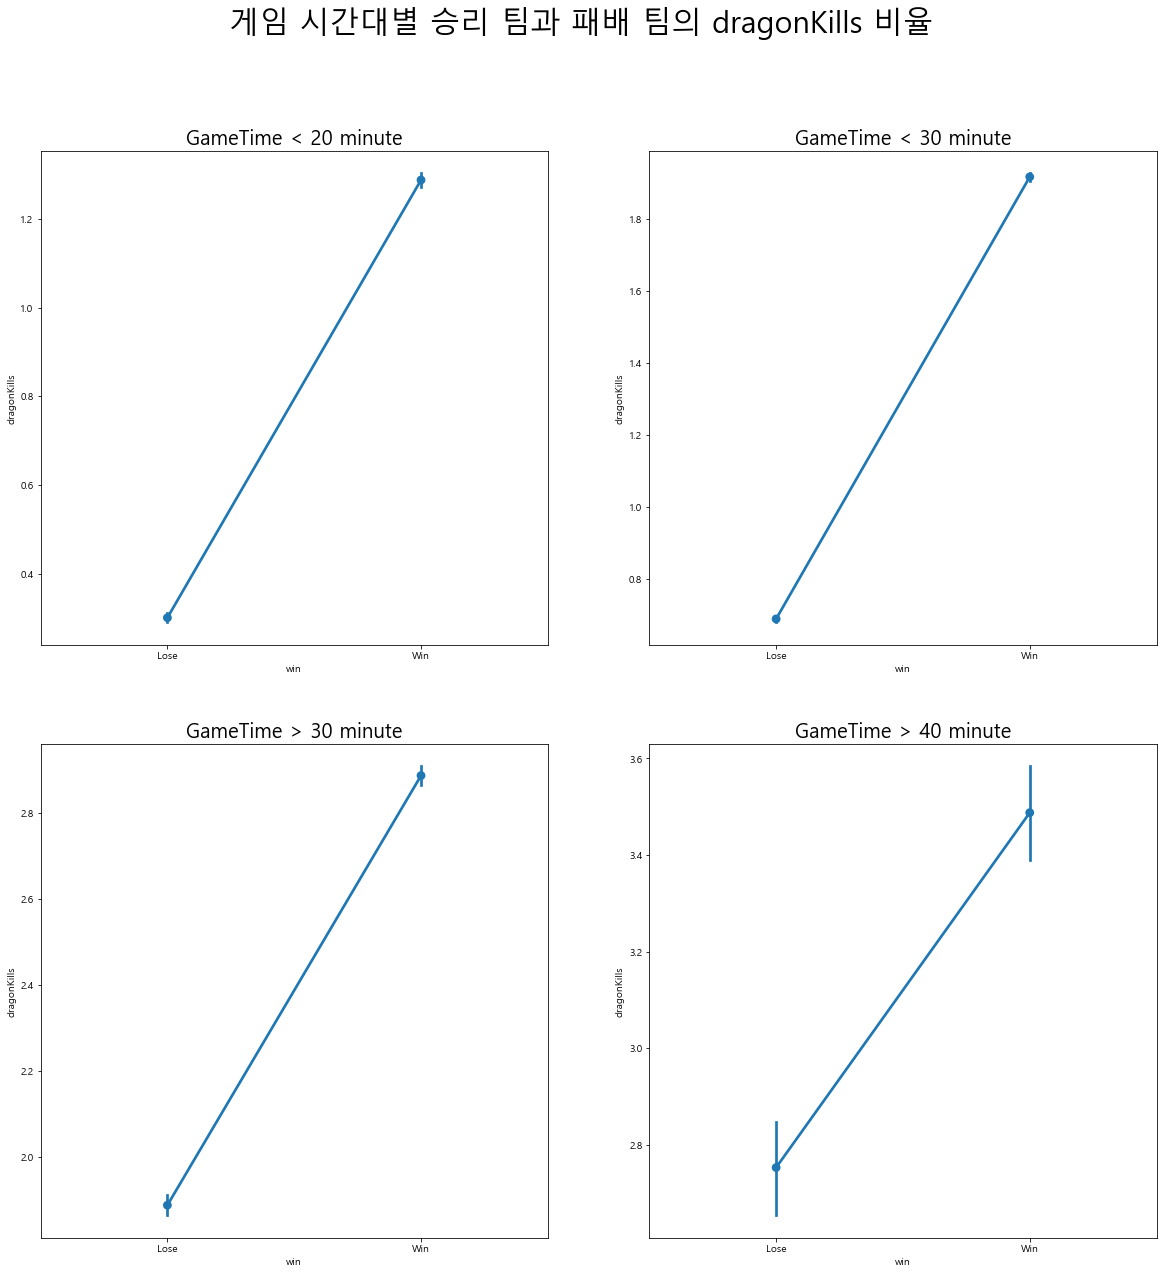 게임 시간대별 승리 팀과 패배 팀의 dragonKills 비율
GameTime < 20 minute
1.2
1.0
0.8
0.6
0.4
dragonKills
Lose
Win
win
GameTime < 30 minute
1.8
1.6
1.4
1.2
1.0
0.8
dragonKills
Lose
Win
win
GameTime > 30 minute
2.8
2.6
2.4
2.2
2.0
dragonKills
Lose
Win
win
GameTime > 40 minute
3.6
3.4
3.2
3.0
2.8
dragonKills
Lose
Win
win